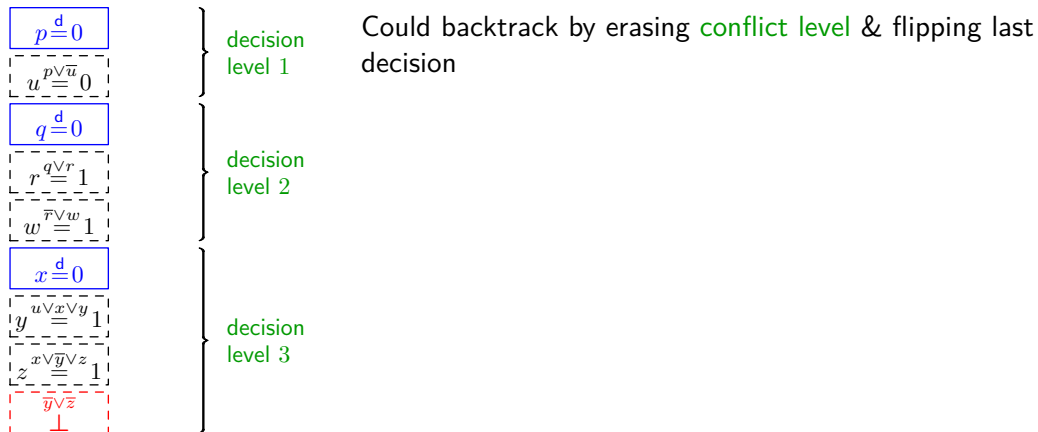 p d= 0
u p∨u̅= 0
decision
level 1
q d= 0
r q∨r= 1
w r̅∨w= 1
decision
level 2
x d= 0
y u∨x∨y= 1
z x∨y̅∨z= 1
y̅∨z̅
⊥
decision
level 3
Could backtrack by erasing conflict level & flipping last
decision